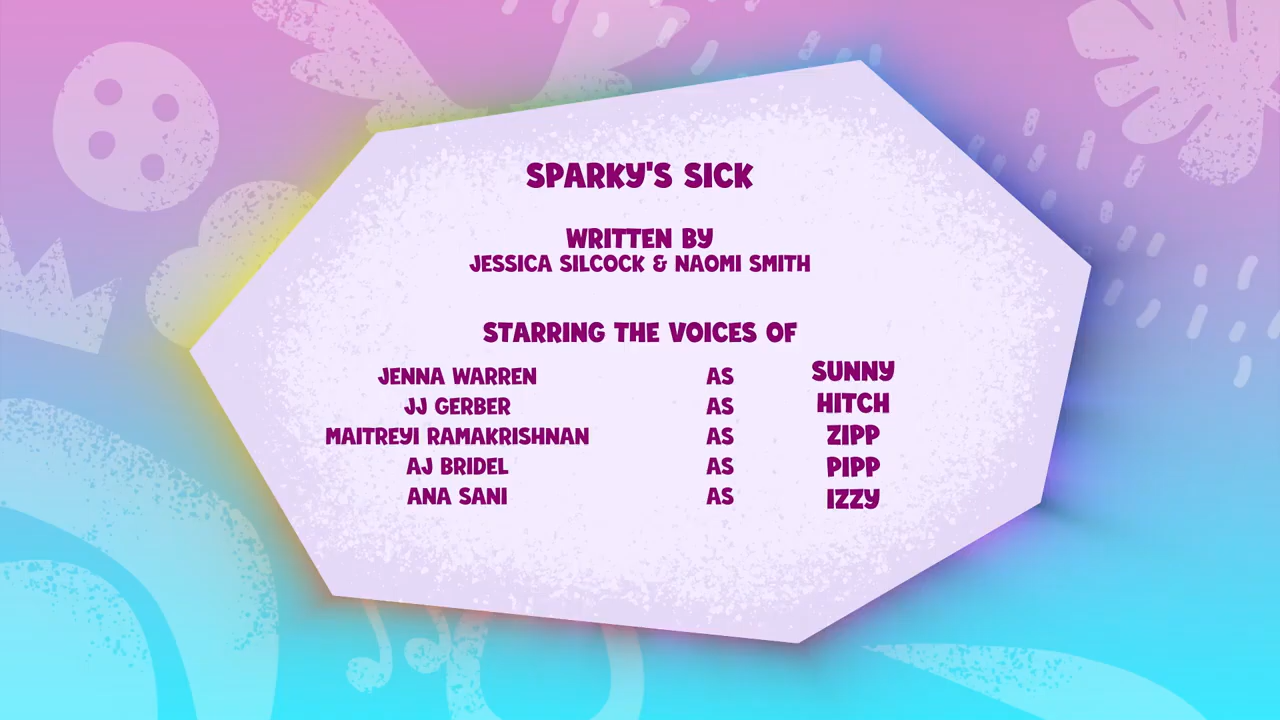 SPARKY'S SICK
WRITTEN BY
JESSICA SILCOCK & NAOMI SMITH
STARRING THE VOICES OF
JENNA WARREN AS SUNNY
JJ GERBER AS HITCH
MAITREYI RAMAKRISHNAN AS ZIPP
AJ BRIDEL AS PIPP
ANA SANI AS IZZY